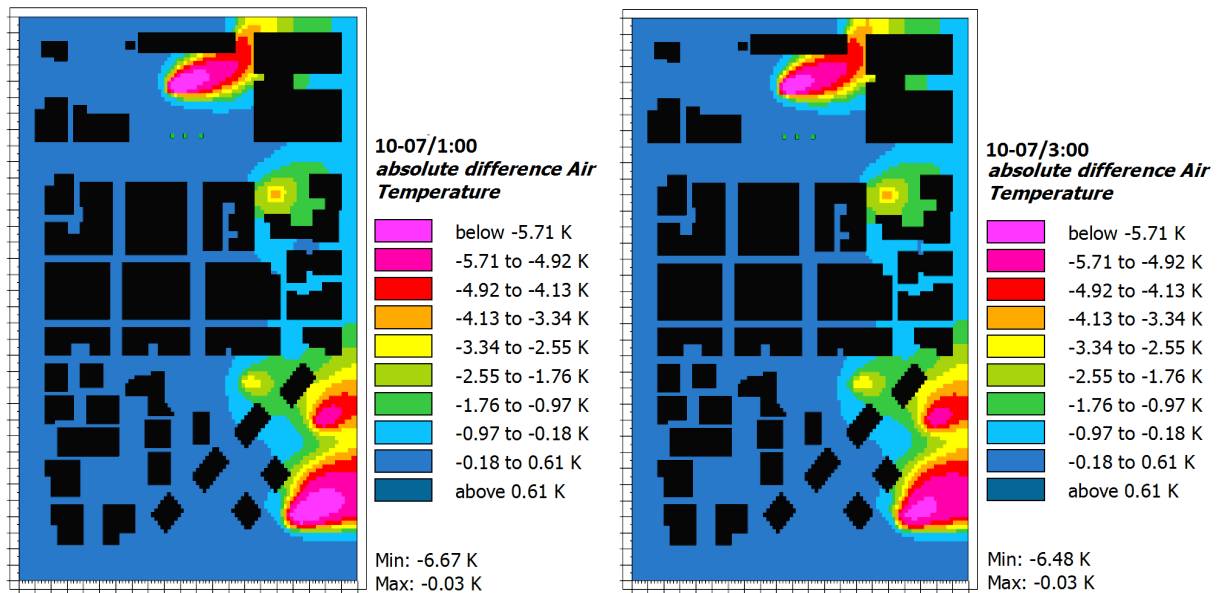 10-07/1:00
absolute difference Air
Temperature
below -5.71 K
-5.71 to -4.92 K
-4.92 to -4.13 K
-4.13 to -3.34 K
-3.34 to -2.55 K
-2.55 to -1.76 K
-1.76 to -0.97 K
-0.97 to -0.18 K
-0.18 to 0.61 K
above 0.61 K
Min: -6.67 K
Max: -0.03 K
10-07/3:00
absolute difference Air
Temperature
below -5.71 K
-5.71 to -4.92 K
-4.92 to -4.13 K
-4.13 to -3.34 K
-3.34 to -2.55 K
-2.55 to -1.76 K
-1.76 to -0.97 K
-0.97 to -0.18 K
-0.18 to 0.61 K
above 0.61 K
Min: -6.48 K
Max: -0.03 K